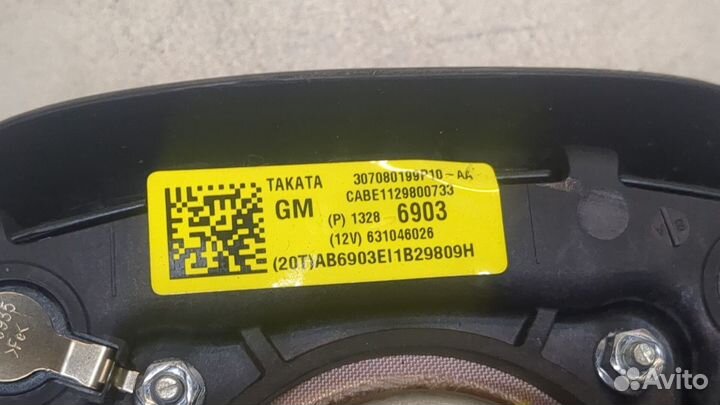 TAKATA 307080199P10-AA
CABE1129800733
GM (P) 1328 6903
(12V) 631046026
(20T)AB6903EI1B29809H
Avito